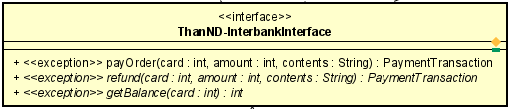 <<interface>>
ThanND-InterbankInterface
+ <<exception>> payOrder(card : int, amount : int, contents : String) : PaymentTransaction
+ <<exception>> refund(card : int, amount : int, contents : String) : PaymentTransaction
+ <<exception>> getBalance(card : int) : int